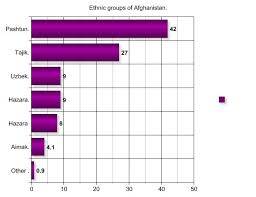 Ethnic groups of Afghanistan.
Pashtun. 42
Tajik. 27
Uzbek. 9
Hazara. 9
Hazara 8
Aimak. 4.1
Other . 0.9
0 10 20 30 40 50